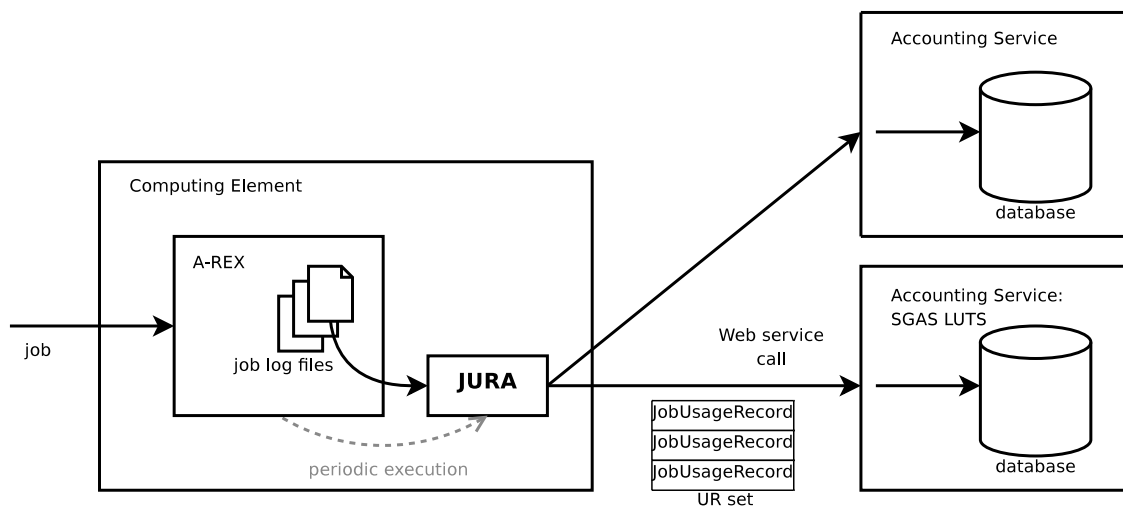 Accounting Service
database
Computing Element
A-REX
job log files
job
JURA
periodic execution
Web service
call
JobUsageRecord
JobUsageRecord
JobUsageRecord
UR set
Accounting Service:
SGAS LUTS
database